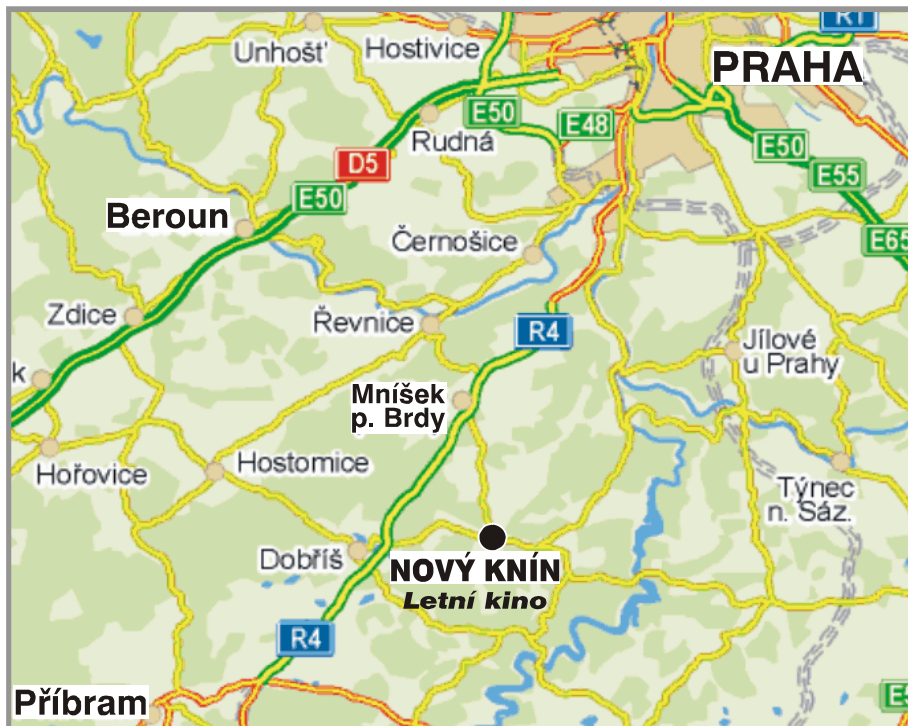 R1
Unhošť
Hostivice
PRAHA
E50
E48
Rudná
E50
D5
E55
E50
Beroun
Černošice
E65
Zdice
Řevnice
R4
Jílové
u Prahy
k
Mníšek
p. Brdy
Hořovice
Hostomice
Týnec
n. Sáz.
Dobříš
NOVÝ KNÍN
Letní kino
R4
Příbram
E5